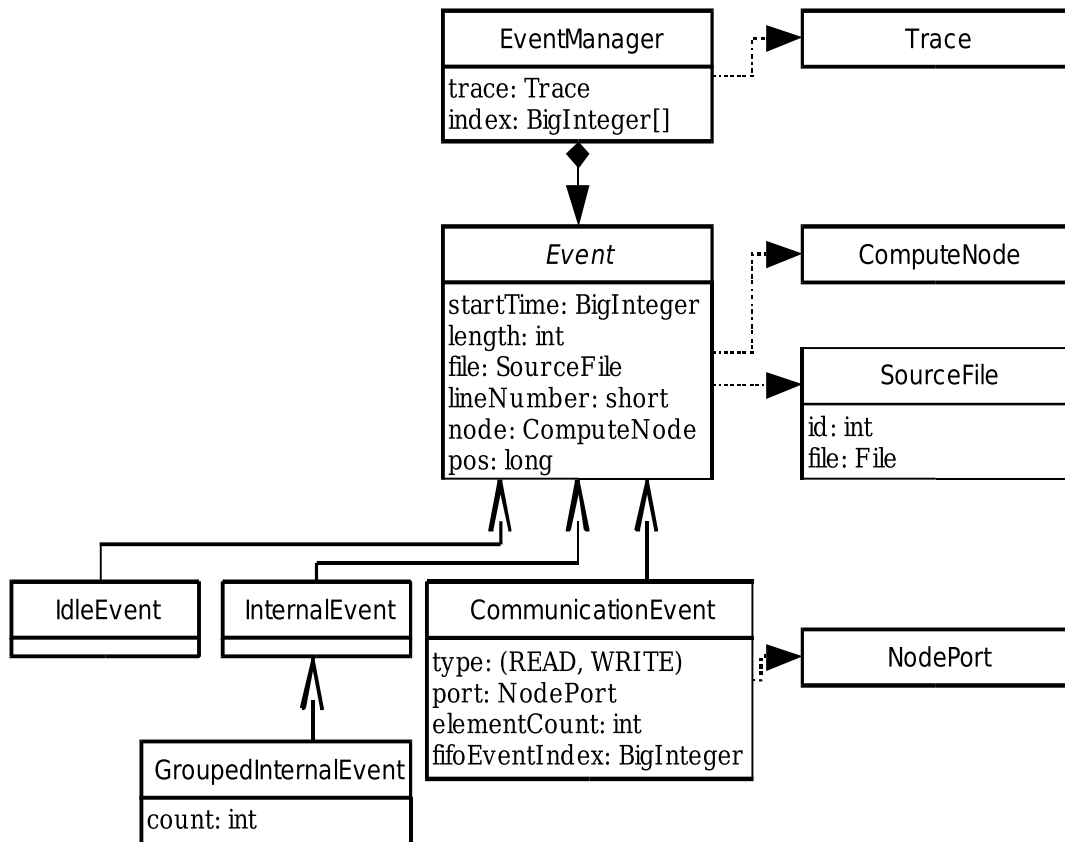 EventManager
trace: Trace
index: BigInteger[]
Trace
Event
startTime: BigInteger
length: int
file: SourceFile
lineNumber: short
node: ComputeNode
pos: long
ComputeNode
SourceFile
id: int
file: File
IdleEvent
InternalEvent
CommunicationEvent
type: (READ, WRITE)
port: NodePort
elementCount: int
fifoEventIndex: BigInteger
NodePort
GroupedInternalEvent
count: int